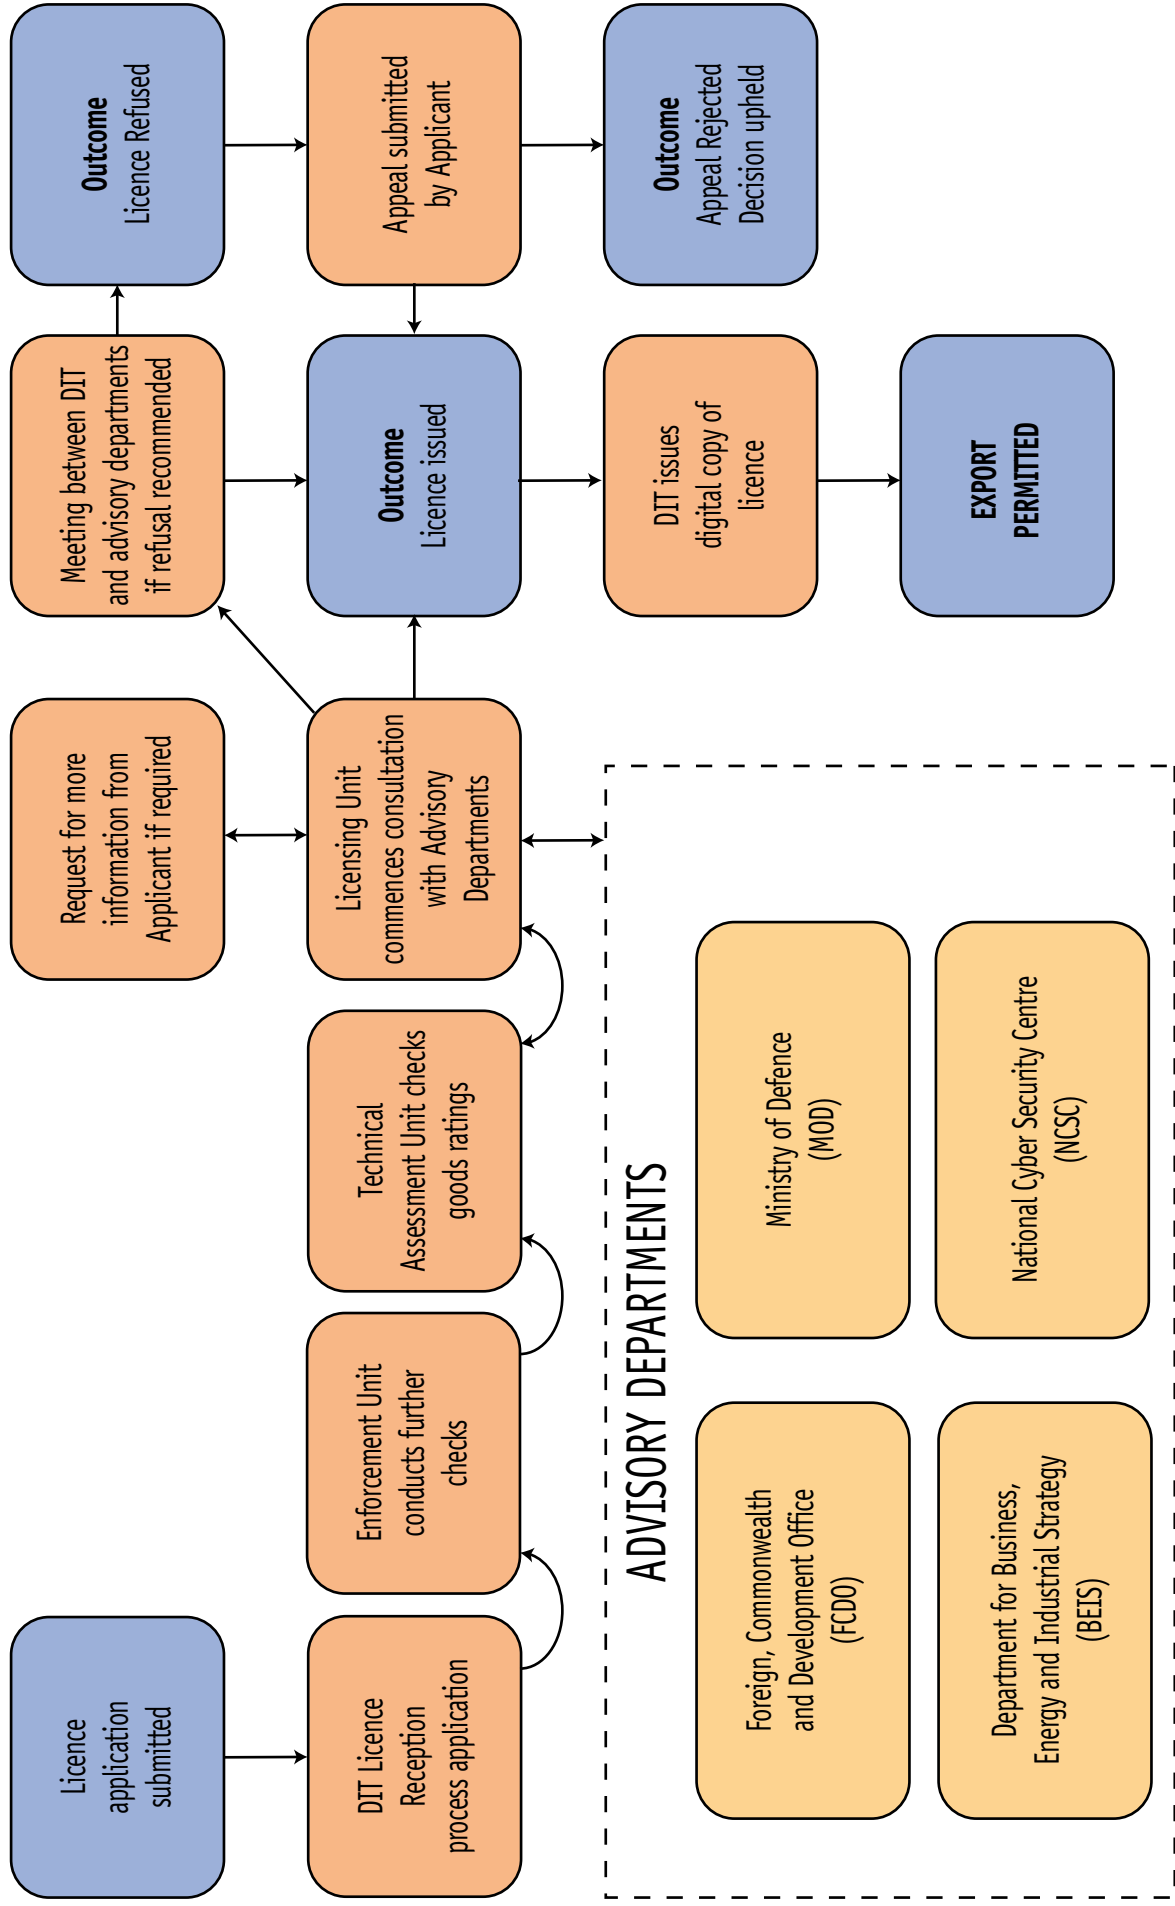 Licence
application
submitted
DIT Licence
Reception
process application
Enforcement Unit
conducts further
checks
Technical
Assessment Unit checks
goods ratings
Request for more
information from
Applicant if required
Licensing Unit
commences consultation
with Advisory
Departments
Meeting between DIT
and advisory departments
if refusal recommended
Outcome
Licence Refused
Outcome
Licence issued
Appeal submitted
by Applicant
DIT issues
digital copy of
licence
Outcome
Appeal Rejected
Decision upheld
EXPORT
PERMITTED
ADVISORY DEPARTMENTS
Foreign, Commonwealth
and Development Office
(FCDO)
Ministry of Defence
(MOD)
Department for Business,
Energy and Industrial Strategy
(BEIS)
National Cyber Security Centre
(NCSC)